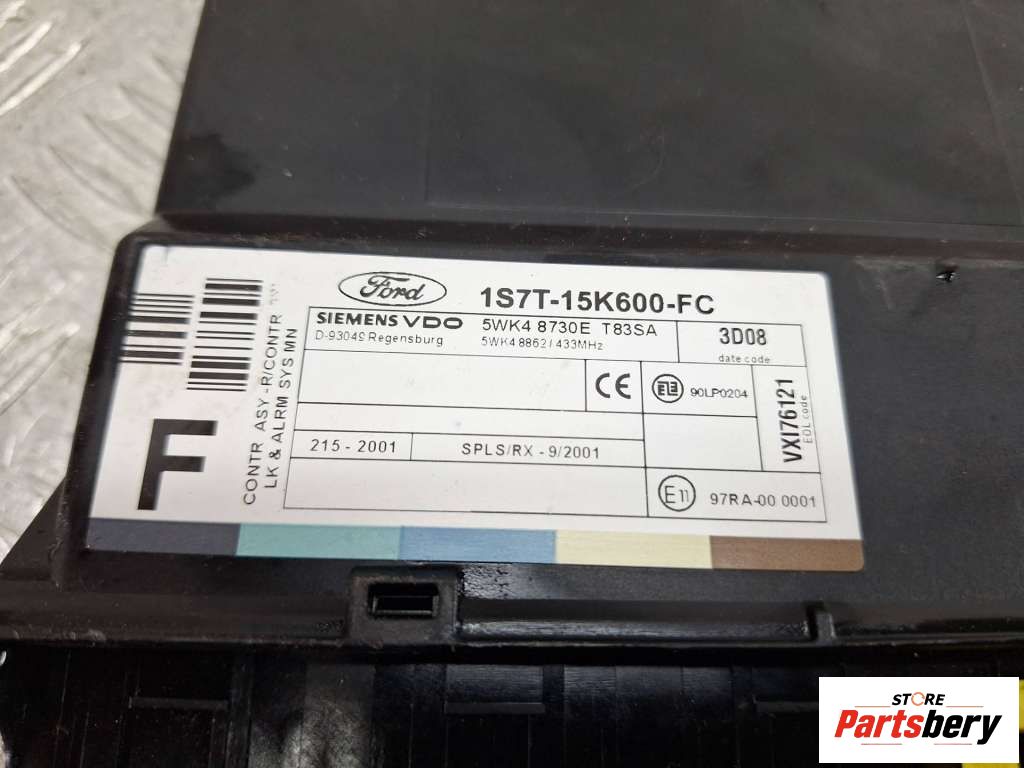 Ford
1S7T-15K600-FC
SIEMENS VDO
5WK4 8730E T83SA
3D08
D-93049 Regensburg
5WK4 8862 / 433MHz
date code
CE
90LP0204
VXI76121
EOL code
215 - 2001
SPLS/RX - 9/2001
E11
97RA-00 0001
CONTR ASY -R/CONTR
LK & ALRM SYS MN
F
STORE
Partsbery